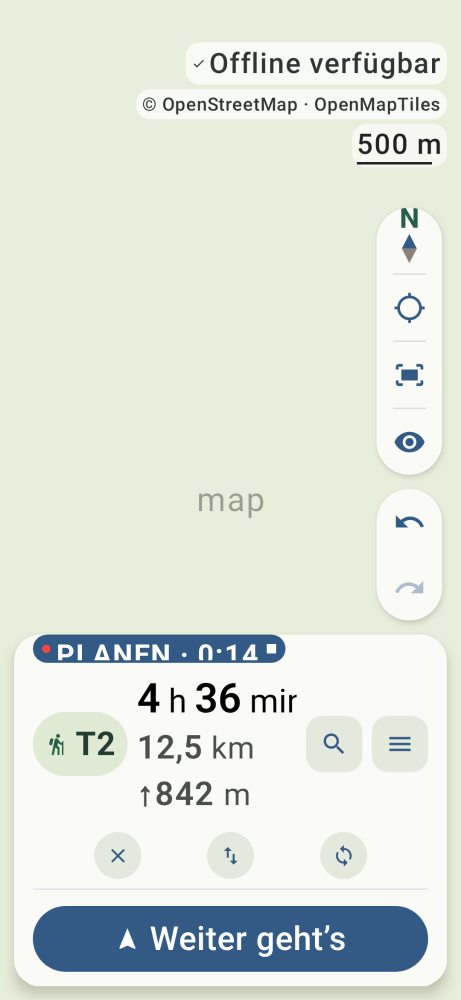 Offline verfügbar
© OpenStreetMap · OpenMapTiles
500 m
N
map
PLANEN · 0:14
4 h 36 mir
T2
12,5 km
↑842 m
Weiter geht’s